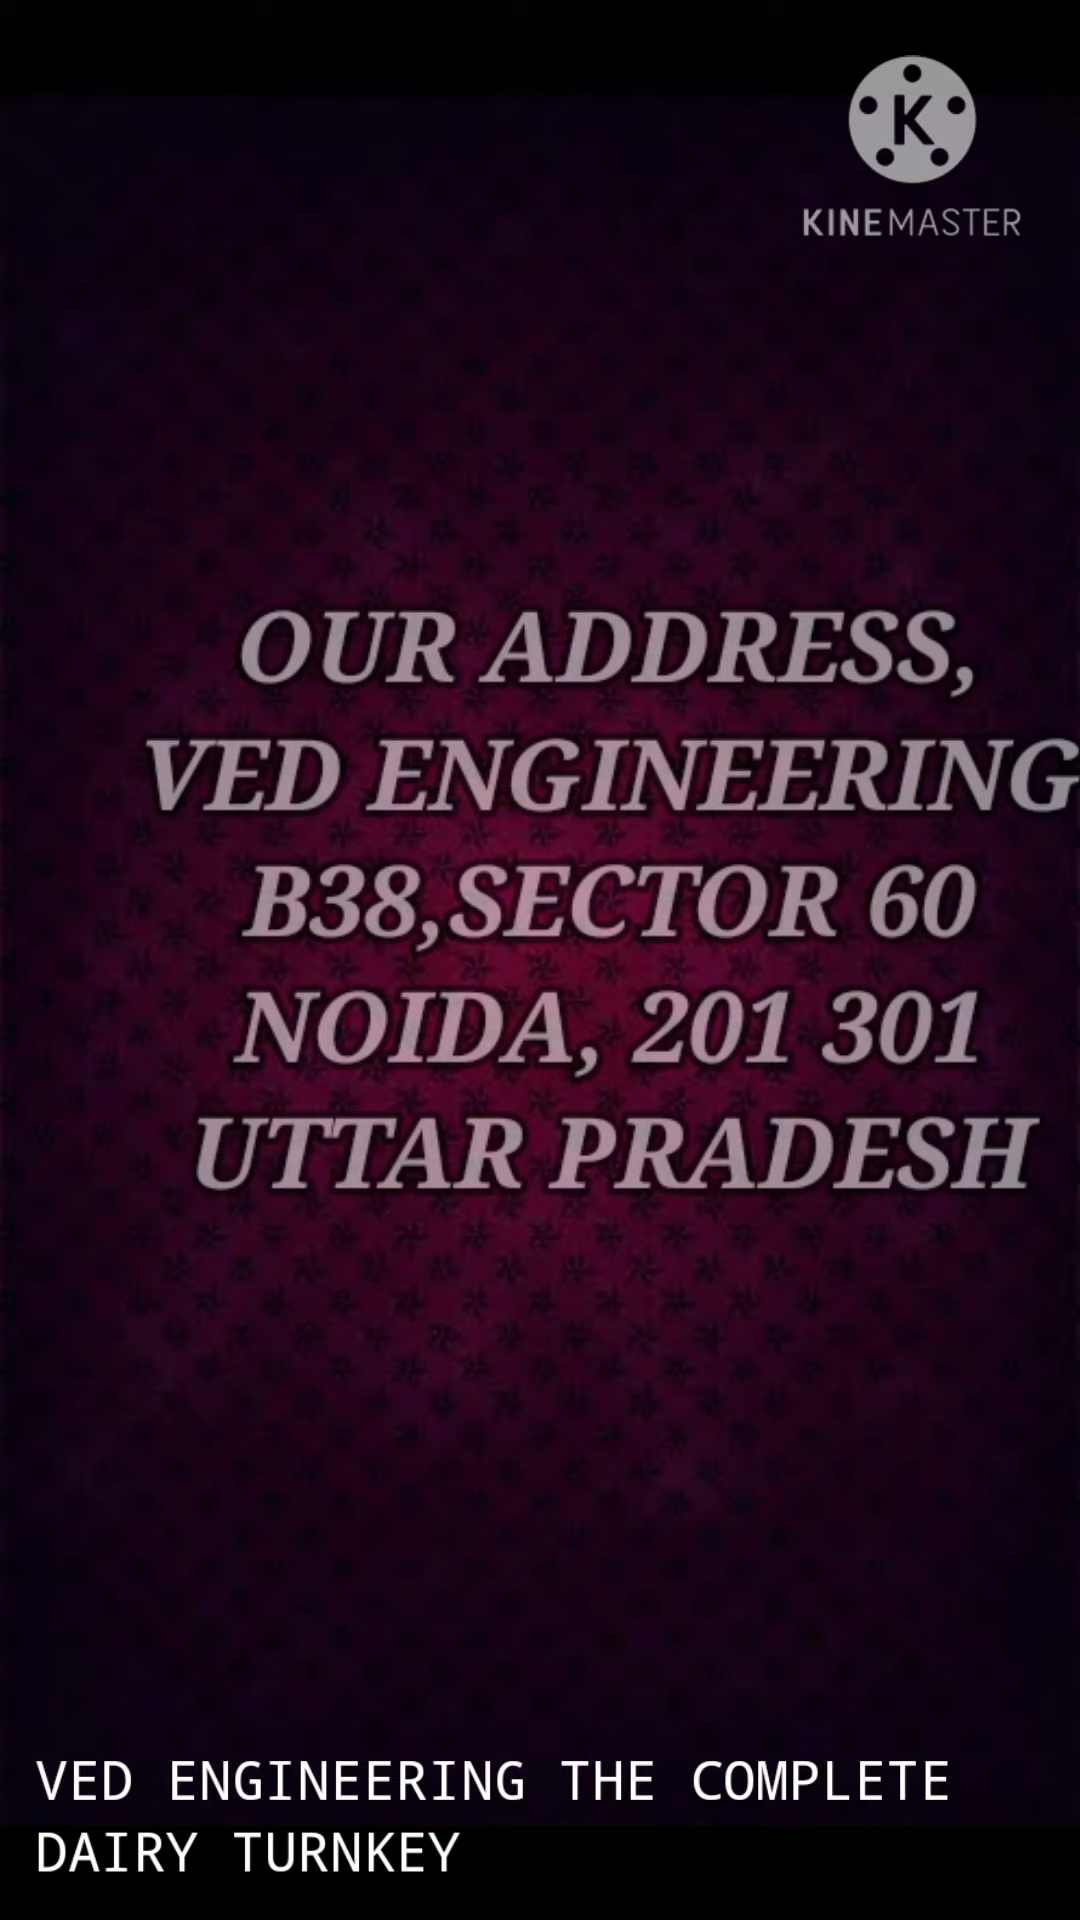 K
KINEMASTER
OUR ADDRESS,
VED ENGINEERING
B38,SECTOR 60
NOIDA, 201 301
UTTAR PRADESH
VED ENGINEERING THE COMPLETE
DAIRY TURNKEY